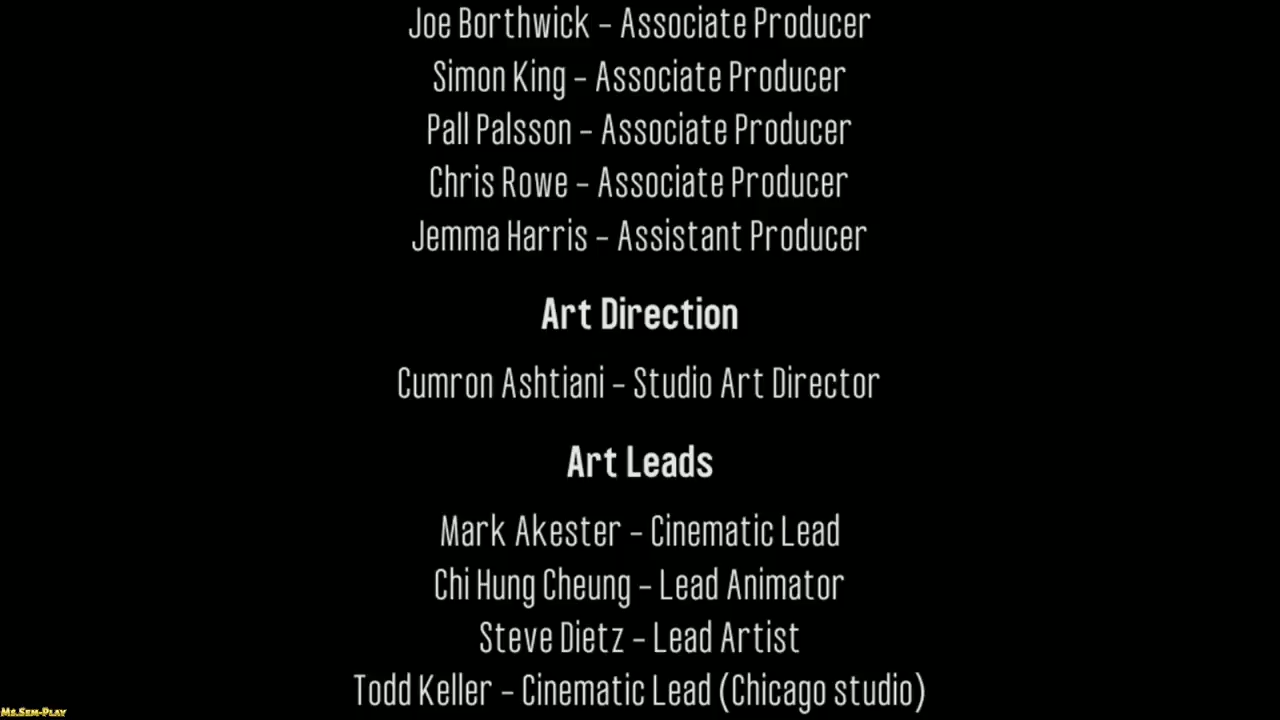 Joe Borthwick – Associate Producer
Simon King – Associate Producer
Pall Palsson – Associate Producer
Chris Rowe – Associate Producer
Jemma Harris – Assistant Producer
Art Direction
Cumron Ashtiani – Studio Art Director
Art Leads
Mark Akester – Cinematic Lead
Chi Hung Cheung – Lead Animator
Steve Dietz – Lead Artist
Todd Keller – Cinematic Lead (Chicago studio)
Ms.Sem-Play